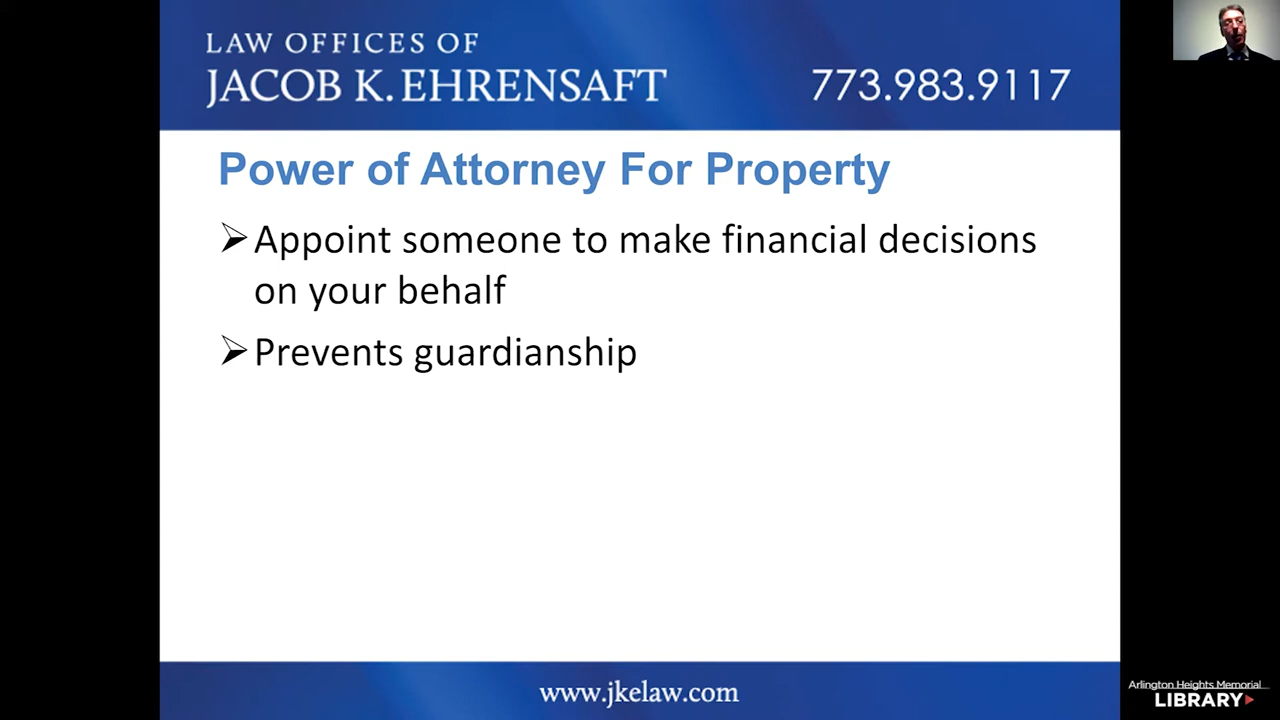 LAW OFFICES OF
JACOB K. EHRENSAFT
773.983.9117
Power of Attorney For Property
➢ Appoint someone to make financial decisions
on your behalf
➢ Prevents guardianship
www.jkelaw.com
Arlington Heights Memorial
LIBRARY